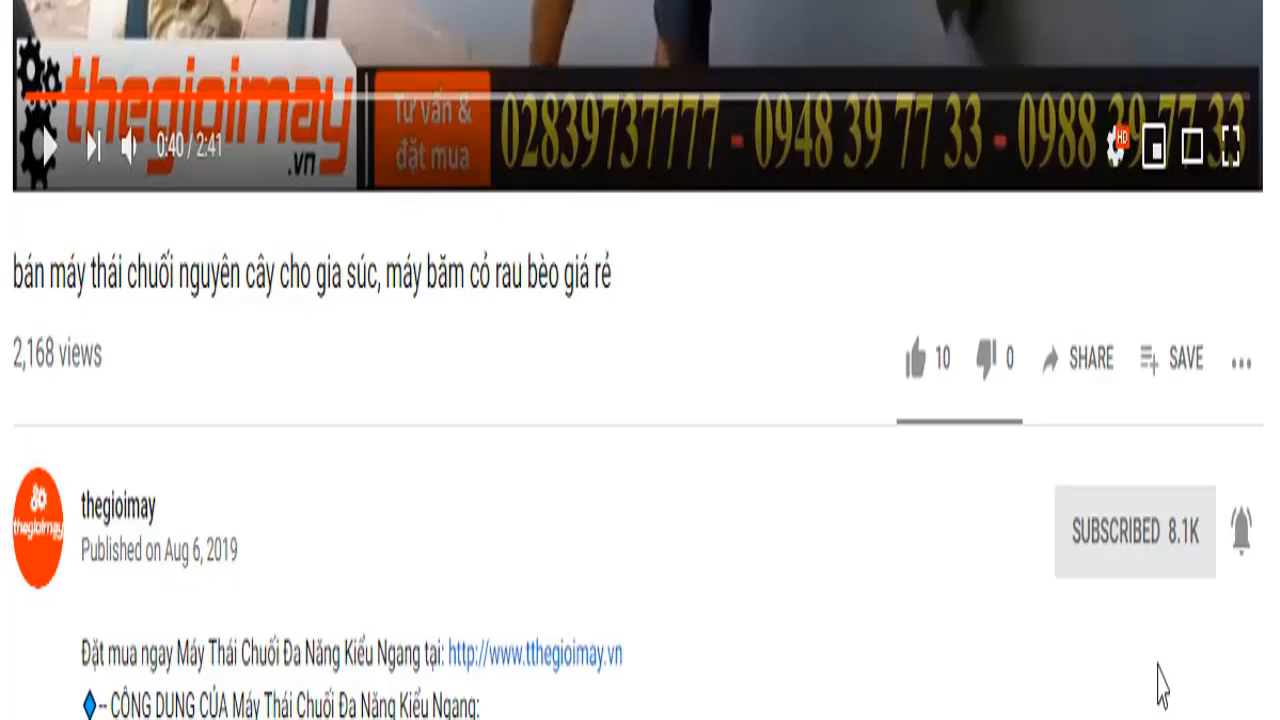 thegioimay
.vn
Tư vấn &
đặt mua
02839737777 - 0948 39 77 33 - 0988 39 77 33
0:40 / 2:41
HD
bán máy thái chuối nguyên cây cho gia súc, máy băm cỏ rau bèo giá rẻ
2,168 views
10 0 SHARE SAVE
thegioimay
thegioimay
Published on Aug 6, 2019
SUBSCRIBED 8.1K
Đặt mua ngay Máy Thái Chuối Đa Năng Kiểu Ngang tại: http://www.tthegioimay.vn
-- CÔNG DỤNG CỦA Máy Thái Chuối Đa Năng Kiểu Ngang: